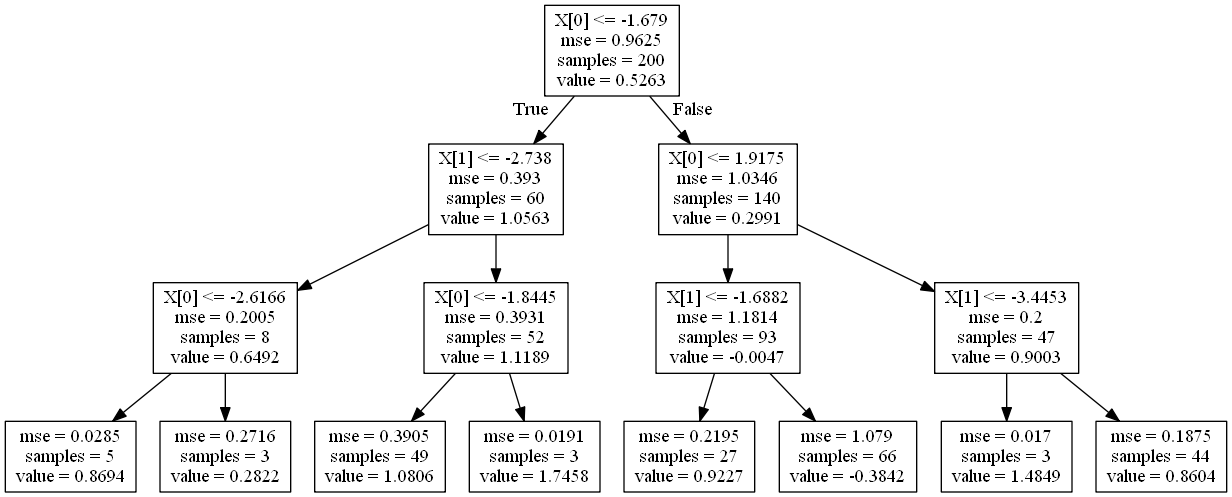 X[0] <= -1.679
mse = 0.9625
samples = 200
value = 0.5263
True
False
X[1] <= -2.738
mse = 0.393
samples = 60
value = 1.0563
X[0] <= 1.9175
mse = 1.0346
samples = 140
value = 0.2991
X[0] <= -2.6166
mse = 0.2005
samples = 8
value = 0.6492
X[0] <= -1.8445
mse = 0.3931
samples = 52
value = 1.1189
X[1] <= -1.6882
mse = 1.1814
samples = 93
value = -0.0047
X[1] <= -3.4453
mse = 0.2
samples = 47
value = 0.9003
mse = 0.0285
samples = 5
value = 0.8694
mse = 0.2716
samples = 3
value = 0.2822
mse = 0.3905
samples = 49
value = 1.0806
mse = 0.0191
samples = 3
value = 1.7458
mse = 0.2195
samples = 27
value = 0.9227
mse = 1.079
samples = 66
value = -0.3842
mse = 0.017
samples = 3
value = 1.4849
mse = 0.1875
samples = 44
value = 0.8604